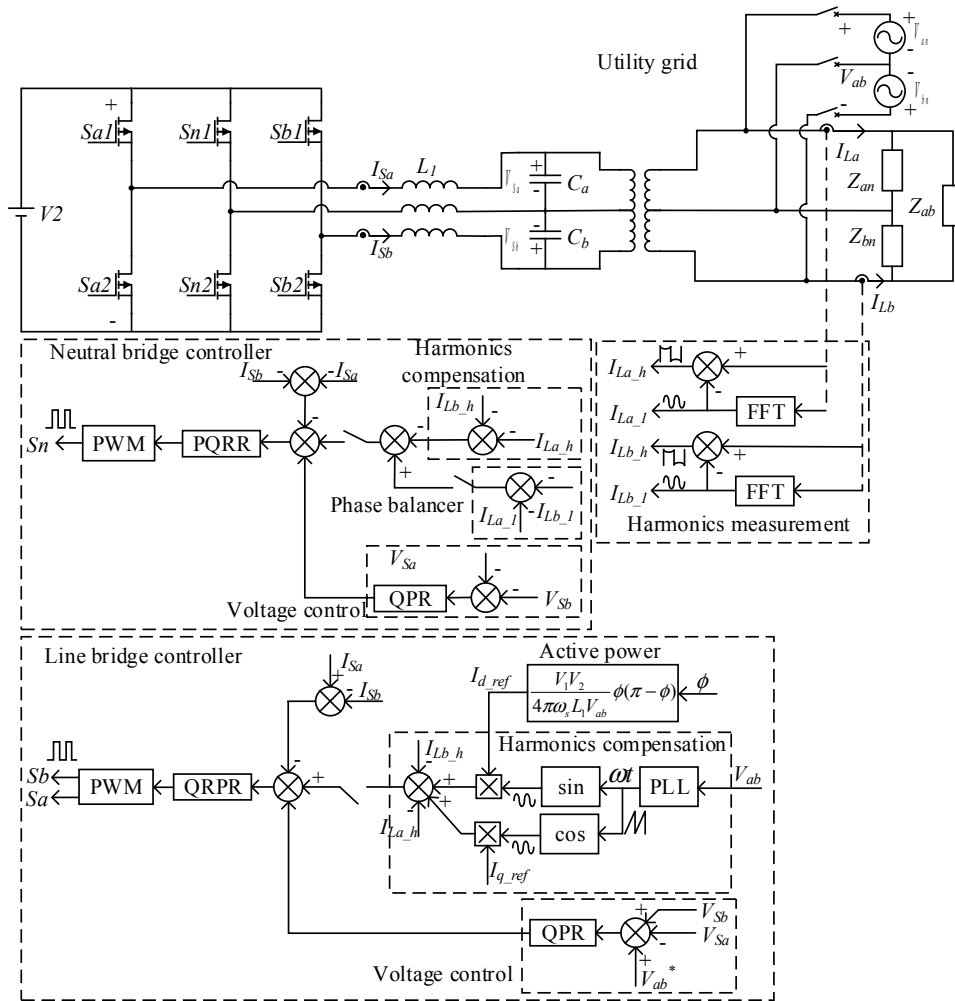 Utility grid
+
V_an
-
+
V_ab
-
V_bn
-
+
+
Sa1
Sn1
Sb1
I_Sa
L_1
+
V_Sa
-
C_a
I_La
Z_an
Z_ab
V2
I_Sb
-
V_Sb
+
C_b
Z_bn
Sa2
Sn2
Sb2
-
I_Lb
Neutral bridge controller
Harmonics compensation
I_Sb
-
-I_Sa
-
I_Lb_h
-
Sn
PWM
PQRR
-
-
+
-
I_La_h
Phase balancer
-
I_La_1
-I_Lb_1
-
V_Sa
-
QPR
-
V_Sb
Voltage control
I_La_h
+
-
I_La_1
FFT
I_Lb_h
+
-
I_Lb_1
FFT
Harmonics measurement
Line bridge controller
Active power
I_Sa
+
-I_Sb
I_d_ref
V_1V_2
4πω_sL_1V_ab
ϕ(π − ϕ)
ϕ
I_Lb_h
Harmonics compensation
-
-
+
+
-
Sb
Sa
PWM
QRPR
+
sin
ωt
PLL
V_ab
I_La_h
cos
I_q_ref
QPR
+
V_Sb
V_Sa
-
+
V_ab*
Voltage control